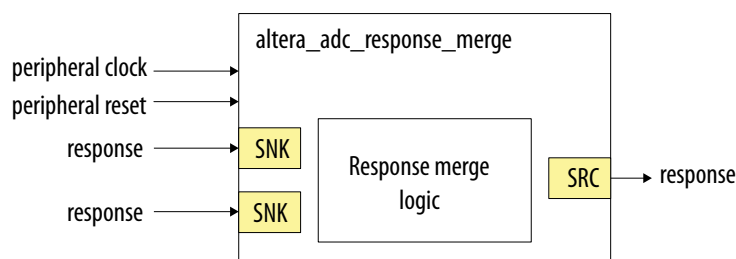 altera_adc_response_merge
peripheral clock
peripheral reset
response
SNK
Response merge
logic
SRC
response
response
SNK